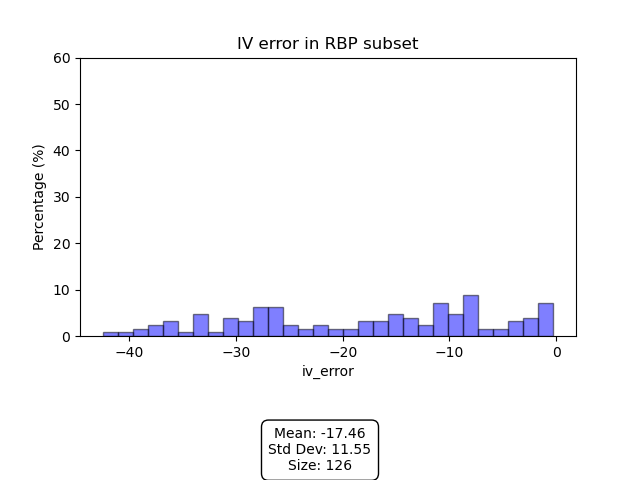 IV error in RBP subset
60
50
40
30
20
10
0
Percentage (%)
−40
−30
−20
−10
0
iv_error
Mean: -17.46
Std Dev: 11.55
Size: 126